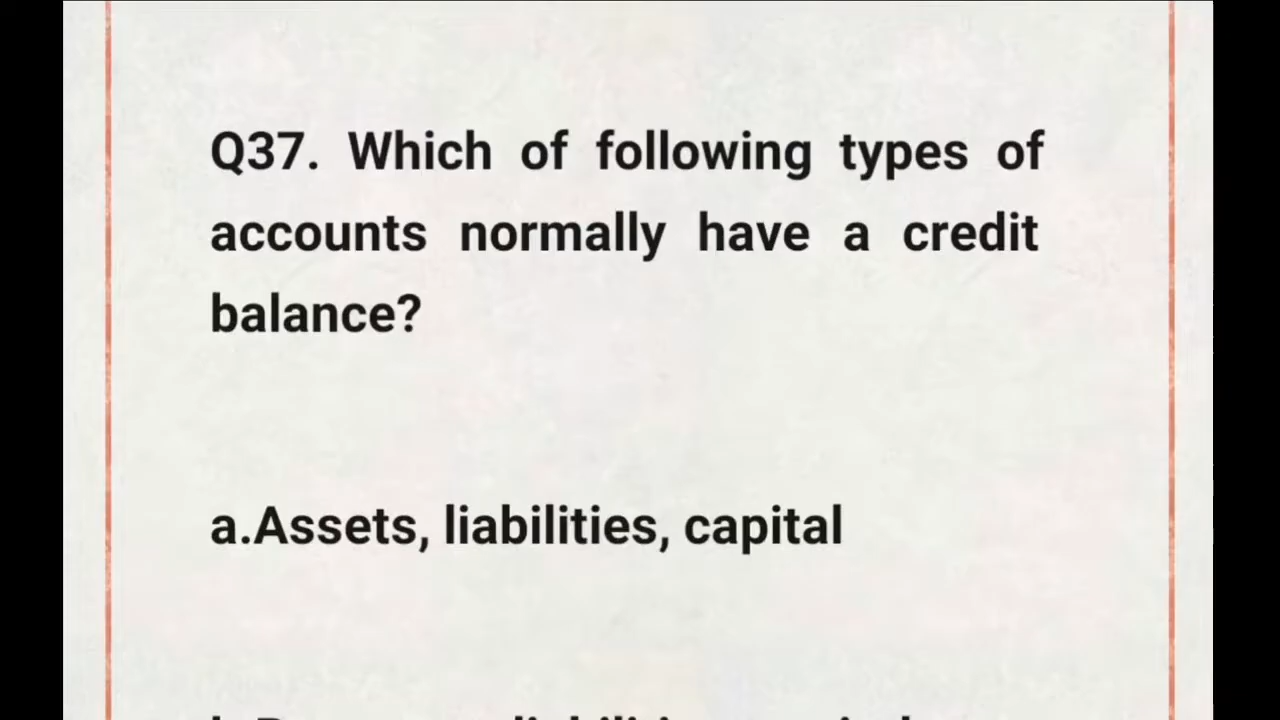 Q37. Which of following types of
accounts normally have a credit
balance?
a.Assets, liabilities, capital